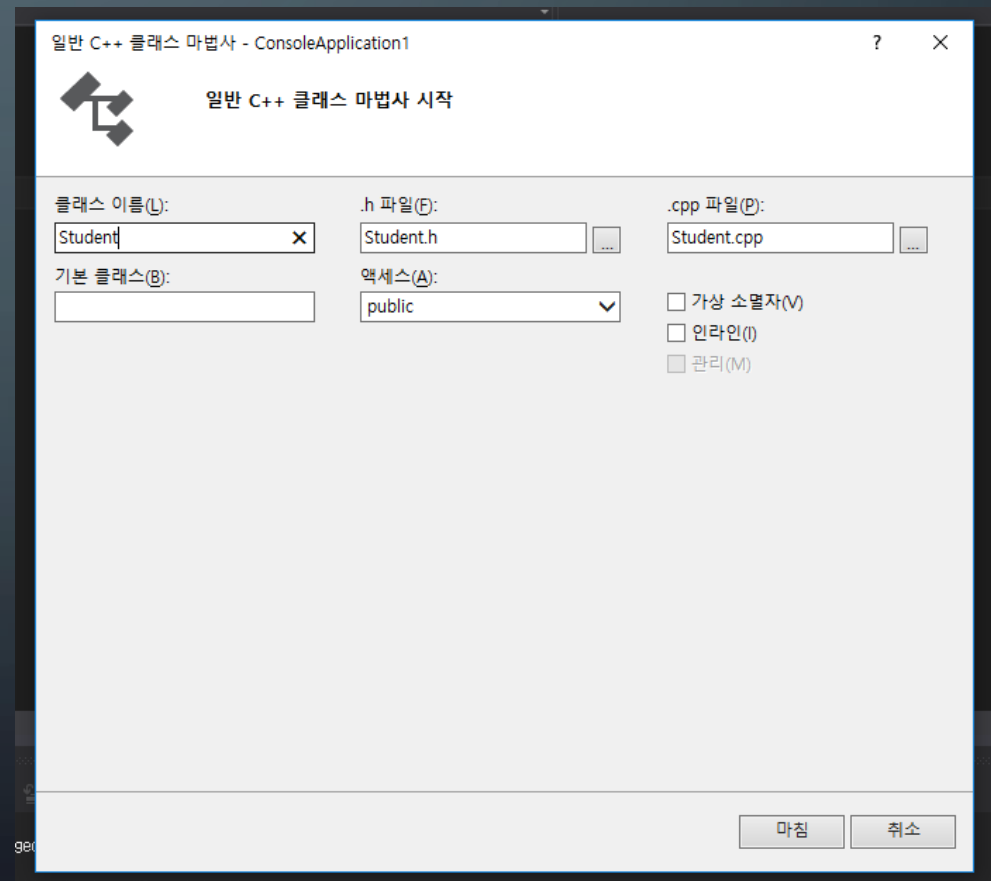 일반 C++ 클래스 마법사 - ConsoleApplication1
?
일반 C++ 클래스 마법사 시작
클래스 이름(L):
.h 파일(F):
.cpp 파일(P):
Student
Student.h
...
Student.cpp
...
기본 클래스(B):
액세스(A):
public
가상 소멸자(V)
인라인(I)
관리(M)
마침
취소